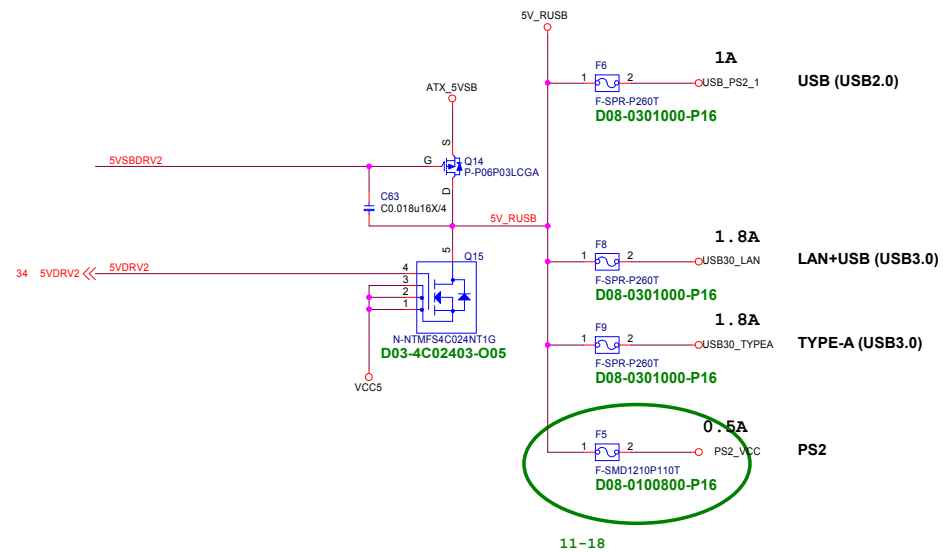 5V_RUSB
1A
F6
1 2 USB_PS2_1 USB (USB2.0)
F-SPR-P260T
D08-0301000-P16
ATX_5VSB
S
5VSBDRV2 G Q14
P-P06P03LCGA
D
C63
C0.018u16X/4
5V_RUSB
1.8A
F8
1 2 USB30_LAN LAN+USB (USB3.0)
F-SPR-P260T
D08-0301000-P16
5 Q15
34 5VDRV2 5VDRV2 4
3
2
1
N-NTMFS4C024NT1G
D03-4C02403-O05
VCC5
1.8A
F9
1 2 USB30_TYPEA TYPE-A (USB3.0)
F-SPR-P260T
D08-0301000-P16
0.5A
F5
1 2 PS2_VCC PS2
F-SMD1210P110T
D08-0100800-P16
11-18